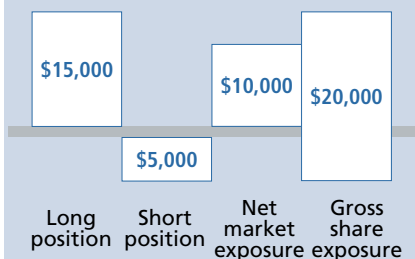 $15,000
$5,000
$10,000
$20,000
Long
position
Short
position
Net
market
exposure
Gross
share
exposure